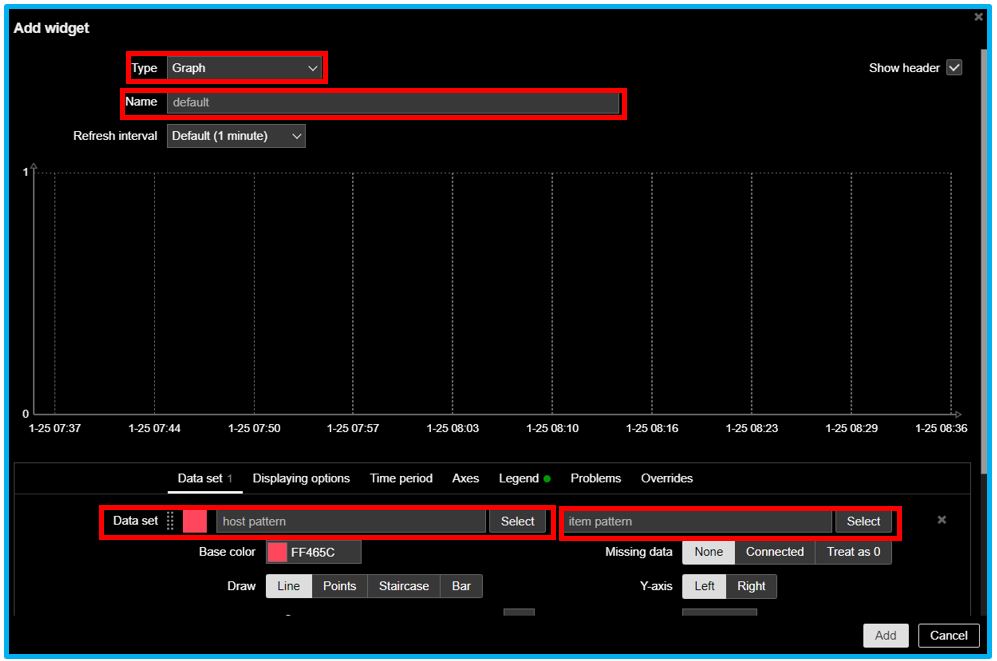 Add widget
Type Graph Show header
Name default
Refresh interval Default (1 minute)
1
0
1-25 07:37 1-25 07:44 1-25 07:50 1-25 07:57 1-25 08:03 1-25 08:10 1-25 08:16 1-25 08:23 1-25 08:29 1-25 08:36
Data set 1 Displaying options Time period Axes Legend Problems Overrides
Data set host pattern Select item pattern Select
Base color FF465C Missing data None Connected Treat as 0
Draw Line Points Staircase Bar Y-axis Left Right
Add Cancel